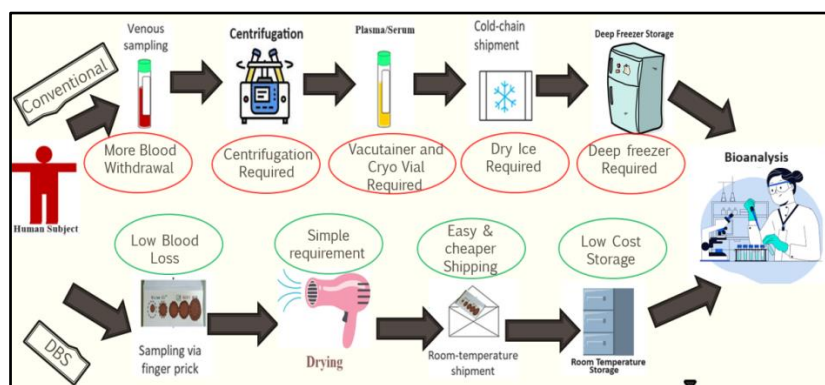 Conventional
Venous
sampling
Centrifugation
Plasma/Serum
Cold-chain
shipment
Deep Freezer Storage
More Blood
Withdrawal
Centrifugation
Required
Vacutainer and
Cryo Vial
Required
Dry Ice
Required
Deep freezer
Required
Human Subject
Bioanalysis
Low Blood
Loss
Simple
requirement
Easy &
cheaper
Shipping
Low Cost
Storage
DBS
Sampling via
finger prick
Drying
Room-temperature
shipment
Room Temperature
Storage